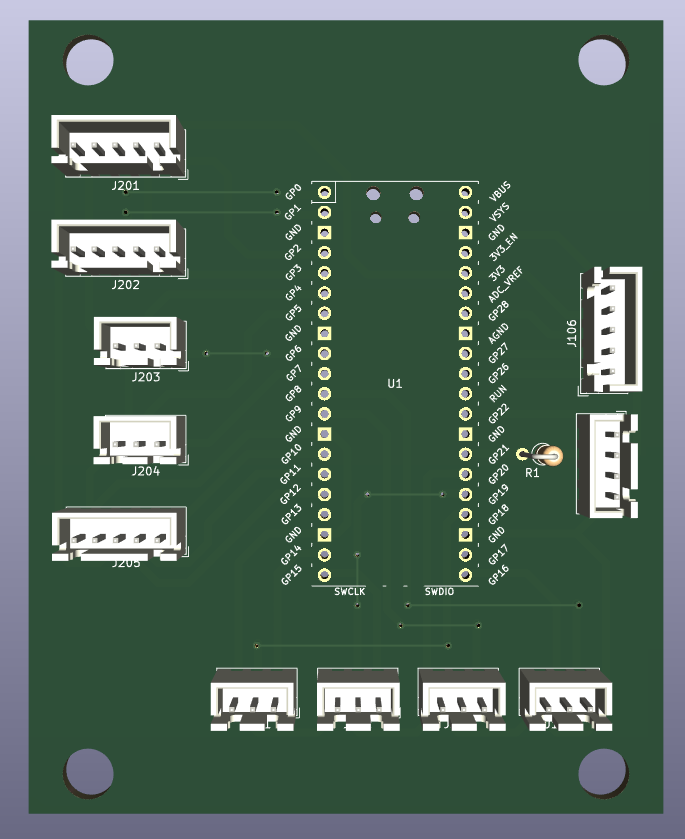 J201
J202
J203
J204
J205
GP0
GP1
GND
GP2
GP3
GP4
GP5
GND
GP6
GP7
GP8
GP9
GND
GP10
GP11
GP12
GP13
GND
GP14
GP15
U1
SWCLK
SWDIO
VBUS
VSYS
GND
3V3_EN
3V3
ADC_VREF
GP28
AGND
GP27
GP26
RUN
GP22
GND
GP21
GP20
GP19
GP18
GND
GP17
GP16
R1
J106